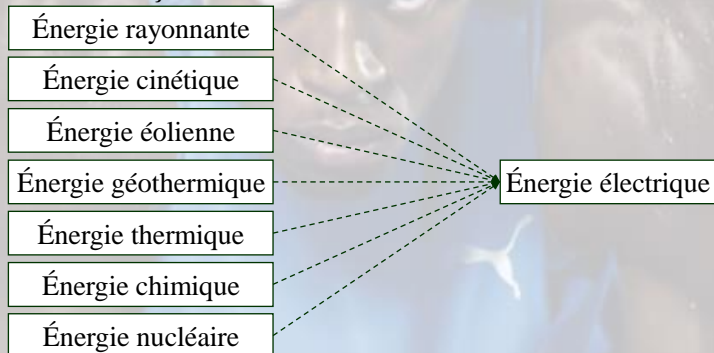 Énergie rayonnante
Énergie cinétique
Énergie éolienne
Énergie géothermique
Énergie électrique
Énergie thermique
Énergie chimique
Énergie nucléaire